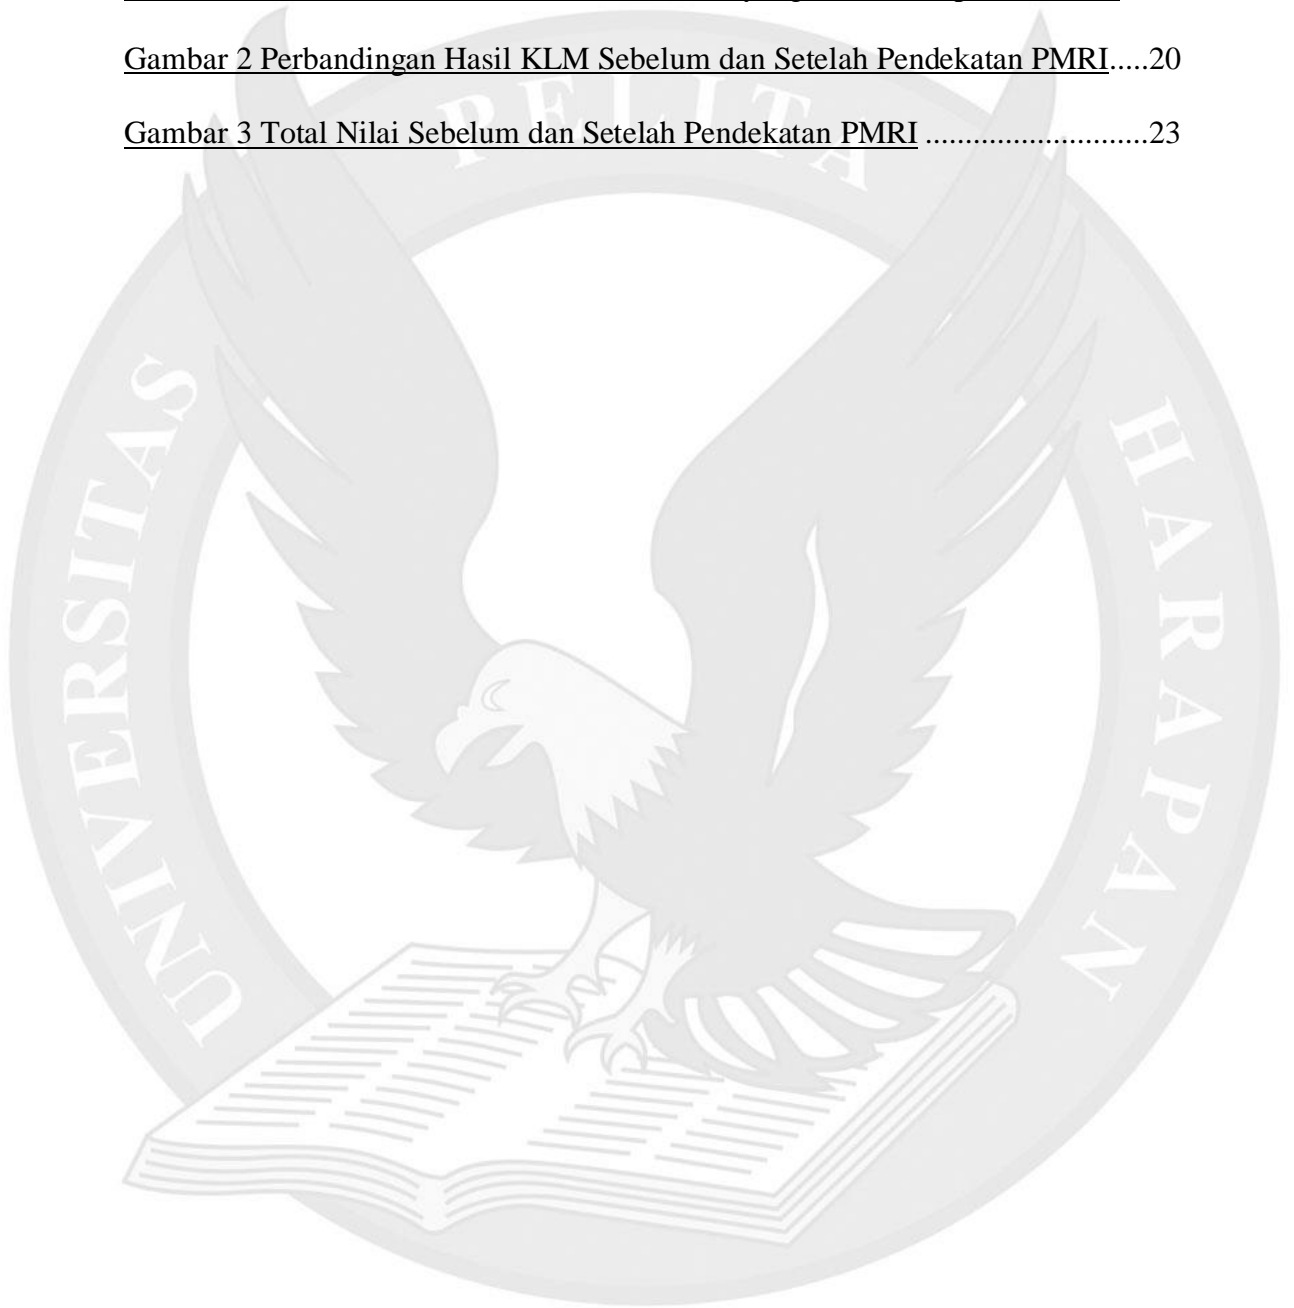 Gambar 2 Perbandingan Hasil KLM Sebelum dan Setelah Pendekatan PMRI.....20
Gambar 3 Total Nilai Sebelum dan Setelah Pendekatan PMRI ............................23
UNIVERSITAS
PELITA
HARAPAN